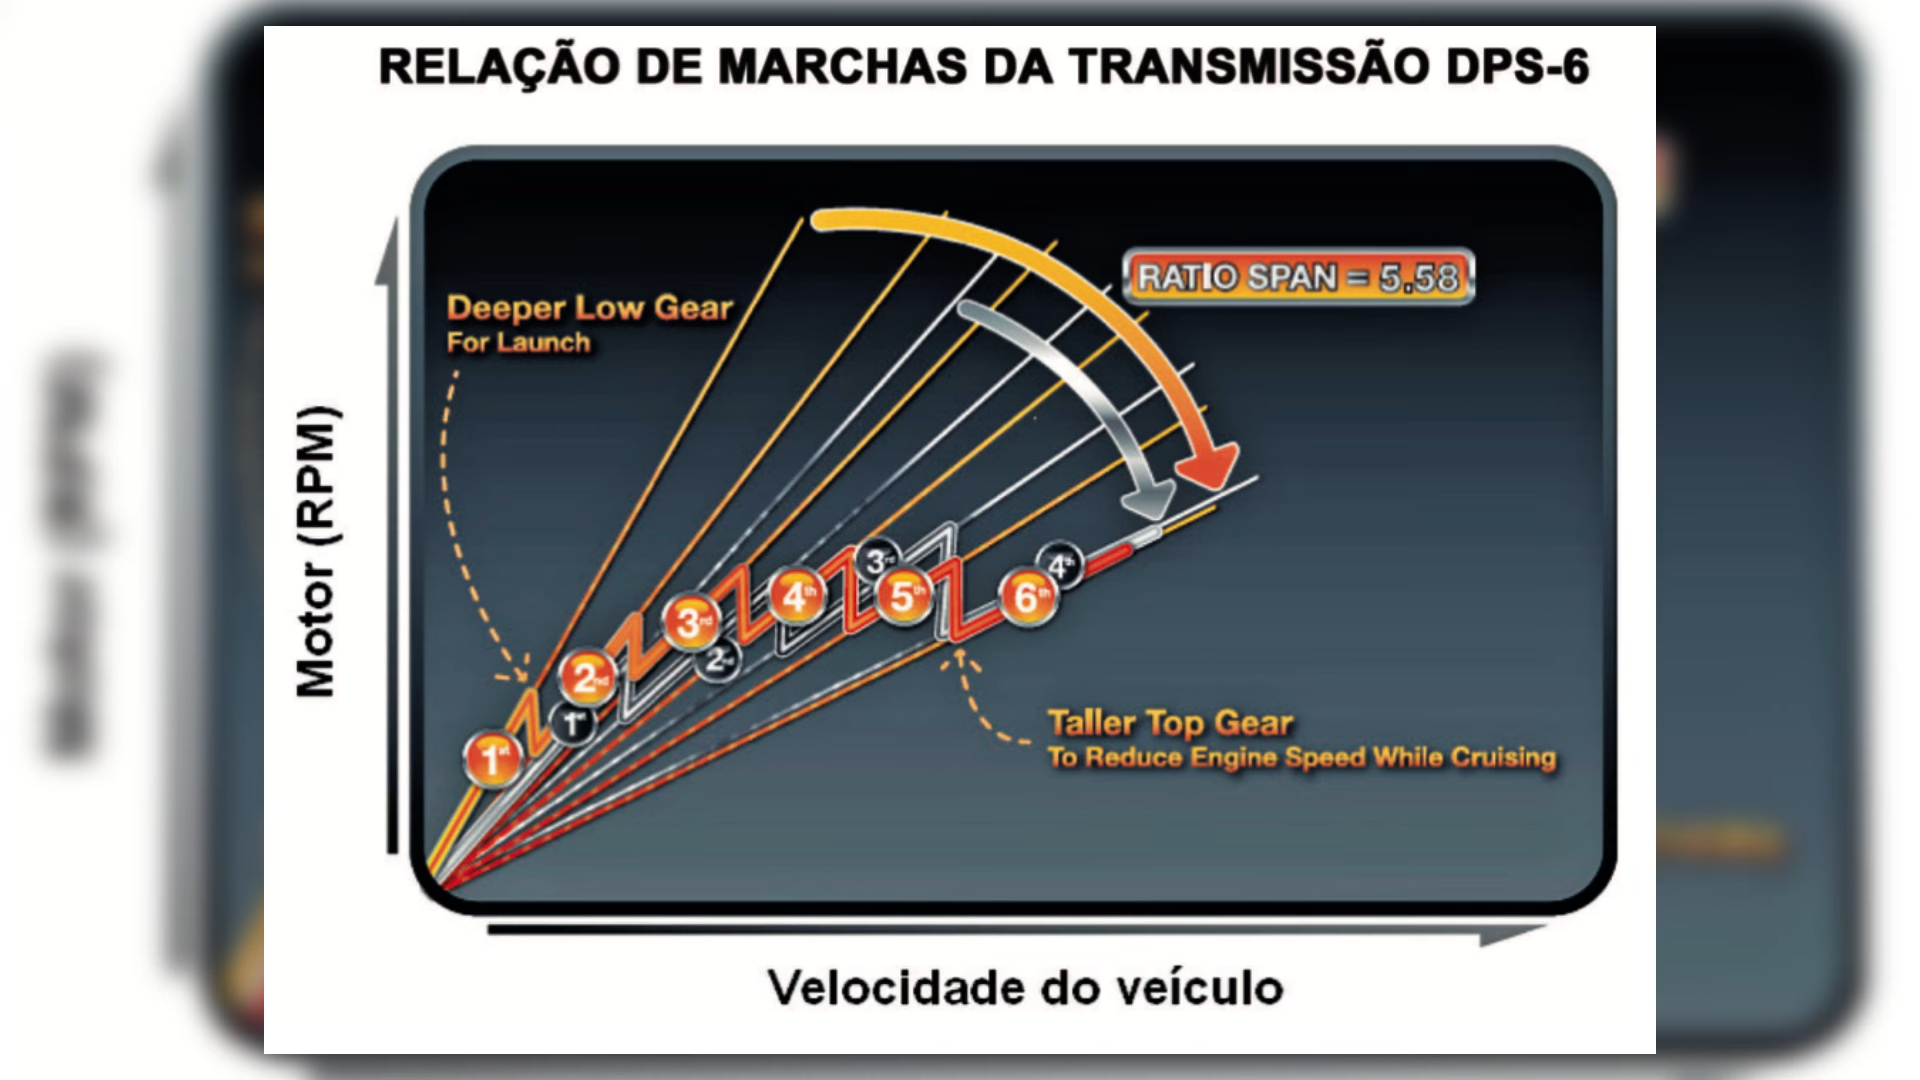 RELAÇÃO DE MARCHAS DA TRANSMISSÃO DPS-6
RATIO SPAN = 5,58
Deeper Low Gear
For Launch
Motor (RPM)
1st
2nd
3rd
4th
5th
6th
1st
2nd
3rd
4th
Taller Top Gear
To Reduce Engine Speed While Cruising
Velocidade do veículo